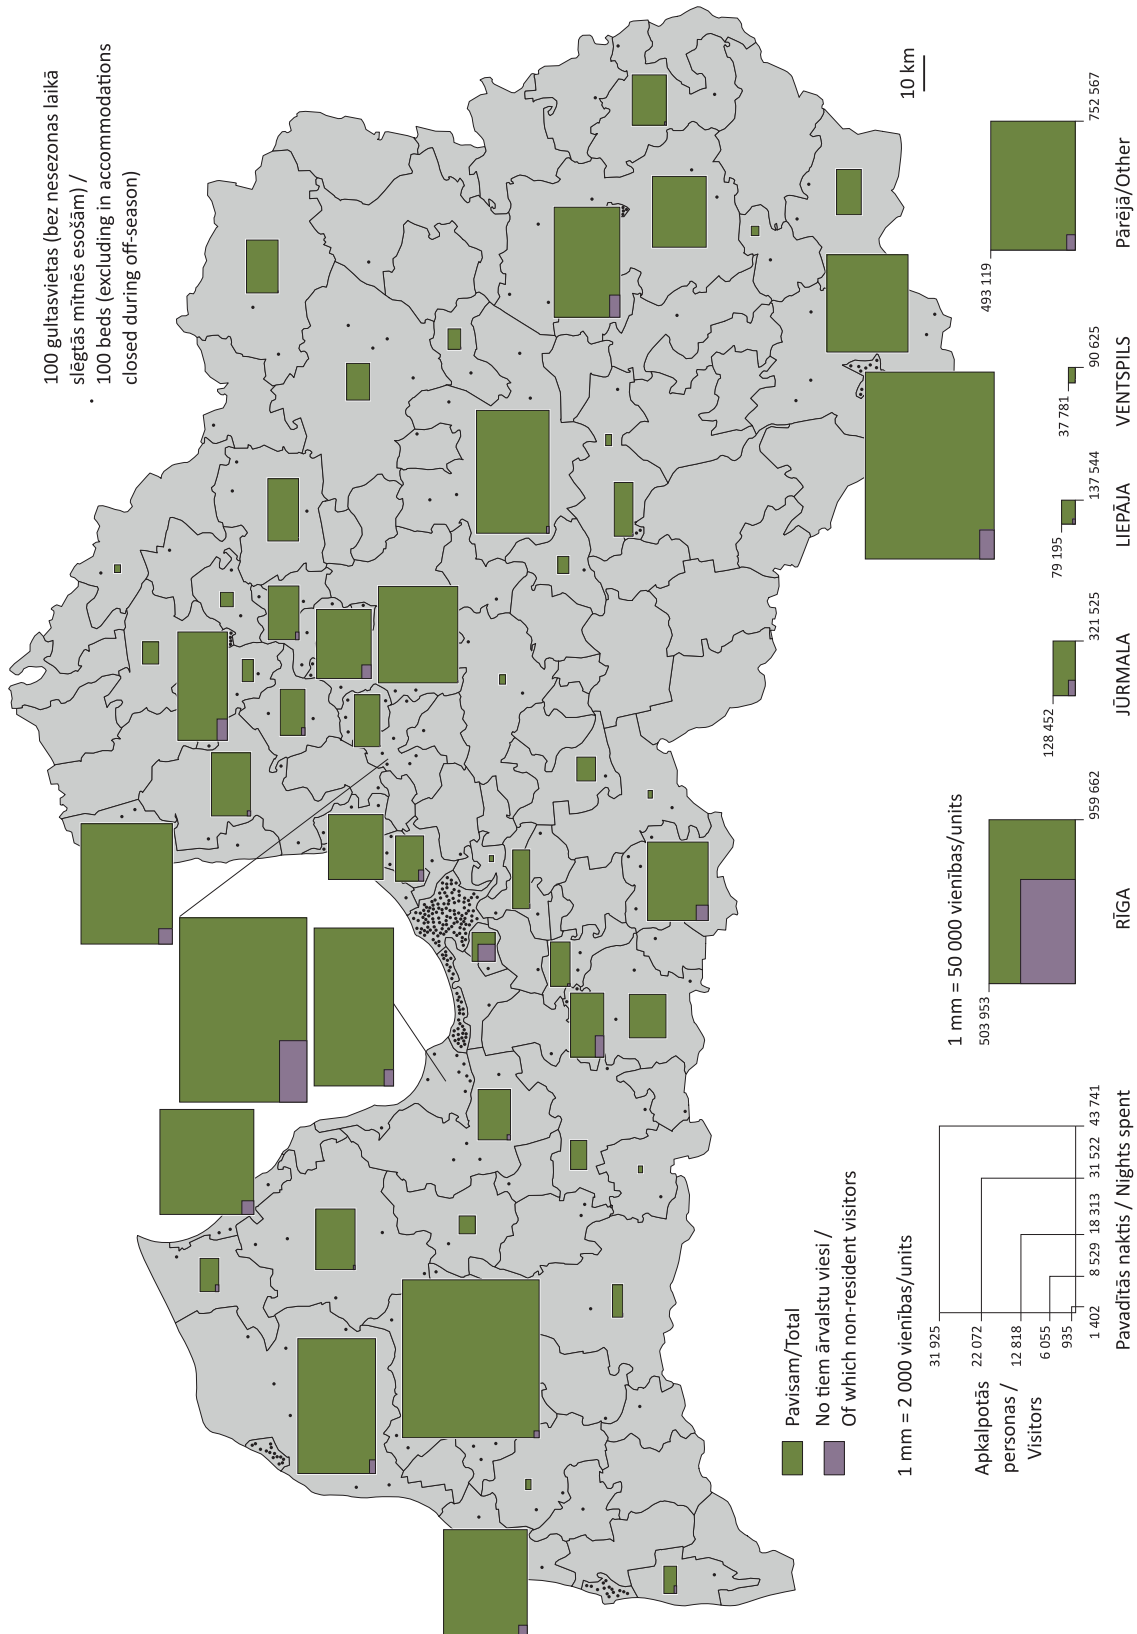 100 gultasvietas (bez nesezonas laikā
slēgtās mītnēs esošām) /
100 beds (excluding in accommodations
closed during off-season)
10 km
Pavisam/Total
No tiem ārvalstu viesi /
Of which non-resident visitors
1 mm = 2 000 vienības/units
31 925
22 072
12 818
6 055
935
1 402
8 529
18 313
31 522
43 741
Apkalpotās
personas /
Visitors
Pavadītās naktis / Nights spent
1 mm = 50 000 vienības/units
503 953
959 662
RĪGA
128 452
321 525
JŪRMALA
79 195
137 544
LIEPĀJA
37 781
90 625
VENTSPILS
493 119
752 567
Pārējā/Other